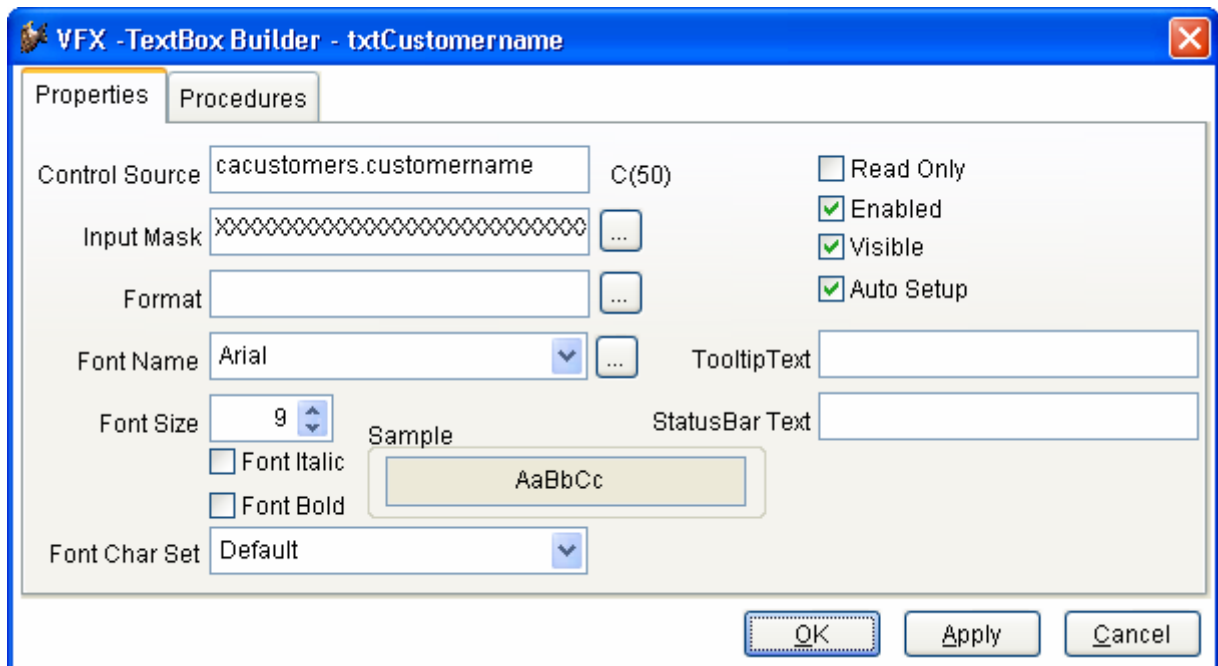 VFX -TextBox Builder - txtCustomername
Properties Procedures
Control Source cacustomers.customername C(50)
Read Only
Input Mask XXXXXXXXXXXXXXXXXXXXXXXXXX ...
Enabled
Visible
Format ...
Auto Setup
Font Name Arial ...
TooltipText
Font Size 9
StatusBar Text
Sample
Font Italic
AaBbCc
Font Bold
Font Char Set Default
OK Apply Cancel